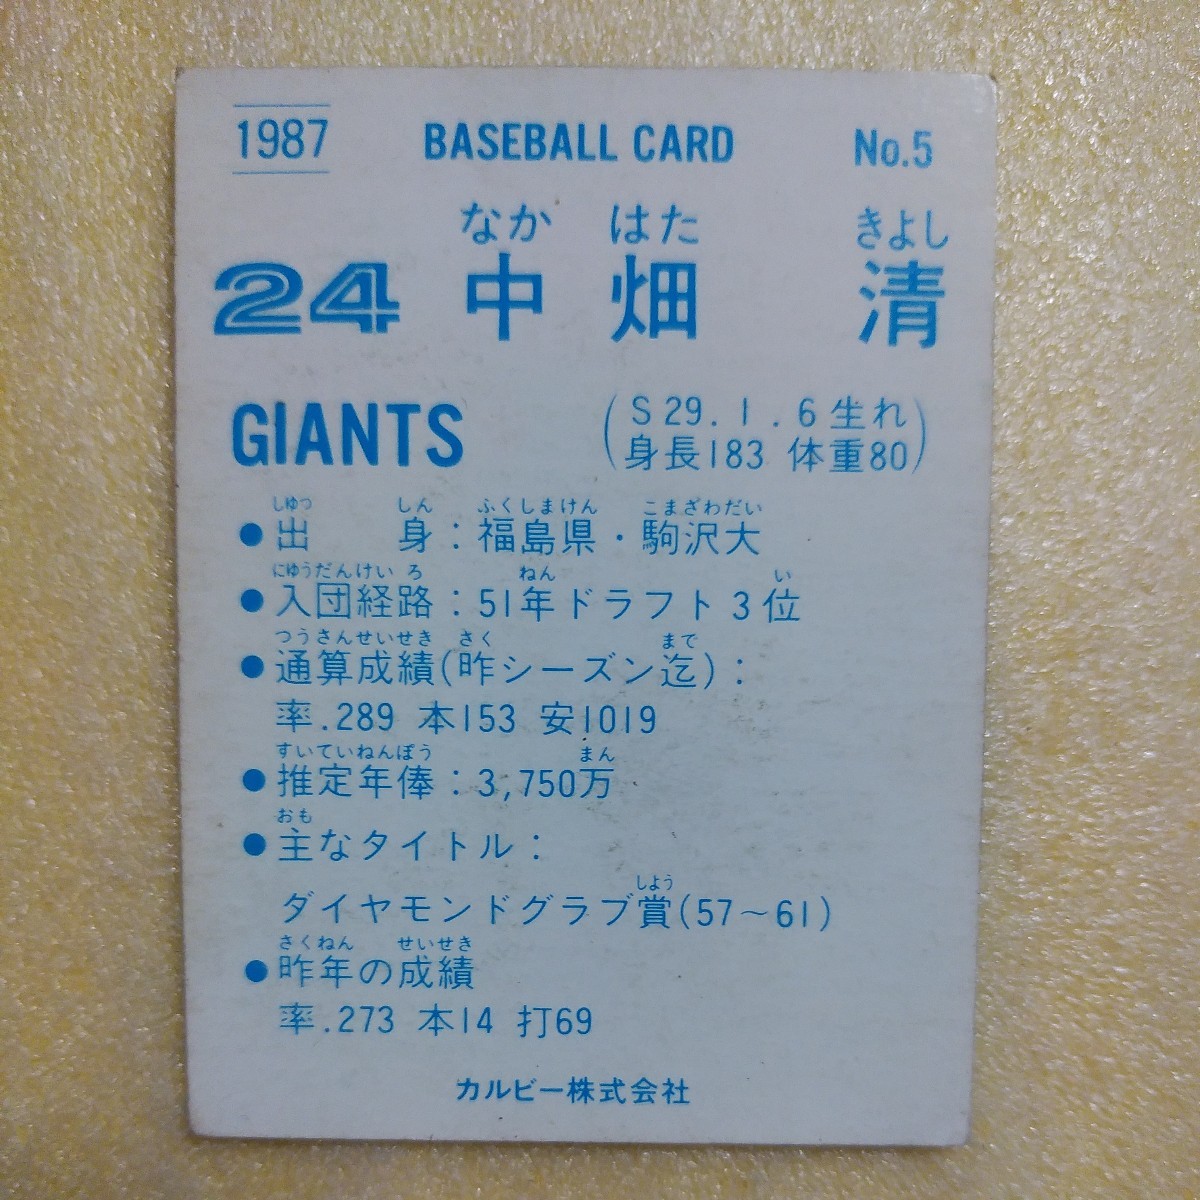 1987 BASEBALL CARD No.5
なか はた きよし
24 中畑 清
GIANTS
(S29.1.6生れ
身長183 体重80)
しゆつ しん ふくしまけん こまざわだい
●出 身：福島県・駒沢大
にゆうだんけいろ ねん い
●入団経路：51年ドラフト3位
つうさんせいせき さく まで
●通算成績(昨シーズン迄)：
率.289 本153 安1019
すいていねんぽう まん
●推定年俸：3,750万
おも
●主なタイトル：
しよう
ダイヤモンドグラブ賞(57～61)
さくねん せいせき
●昨年の成績
率.273 本14 打69
カルビー株式会社